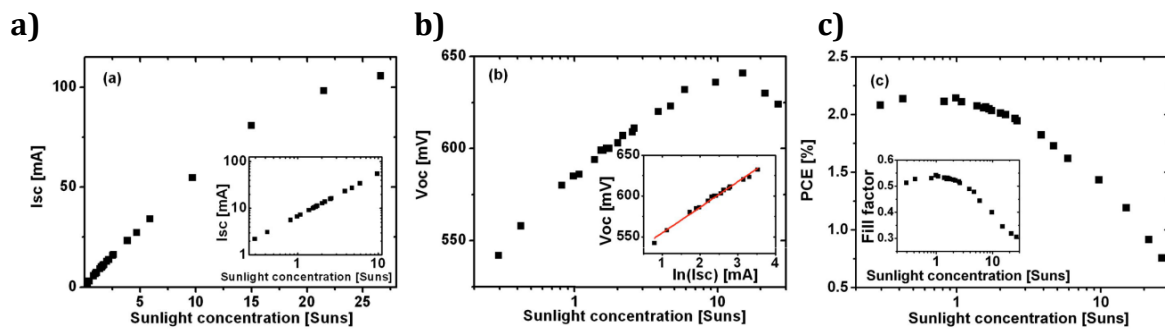 a)
(a)
Isc [mA]
100
50
0
5
10
15
20
25
Sunlight concentration [Suns]
Isc [mA]
100
10
1
1
10
Sunlight concentration [Suns]
b)
(b)
Voc [mV]
650
600
550
1
10
Sunlight concentration [Suns]
Voc [mV]
650
600
550
1
2
3
4
ln(Isc) [mA]
c)
(c)
PCE [%]
2.5
2.0
1.5
1.0
0.5
1
10
Sunlight concentration [Suns]
Fill factor
0.6
0.5
0.4
0.3
1
10
Sunlight concentration [Suns]